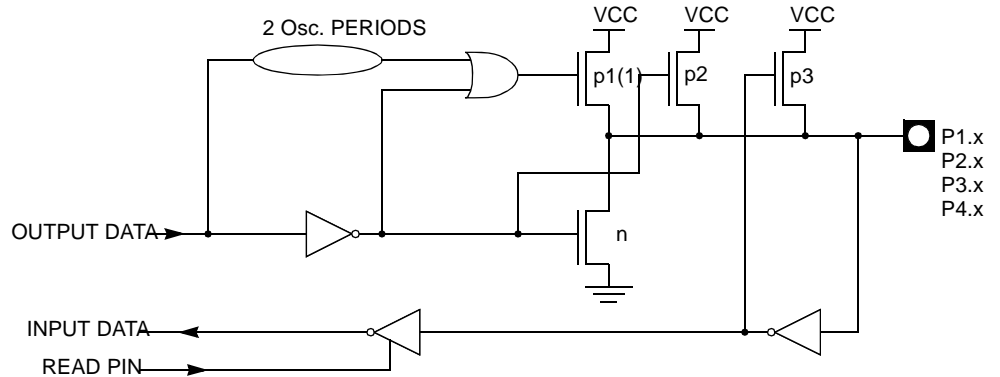 2 Osc. PERIODS
VCC
VCC
VCC
p1(1)
p2
p3
P1.x
P2.x
P3.x
P4.x
OUTPUT DATA
n
INPUT DATA
READ PIN